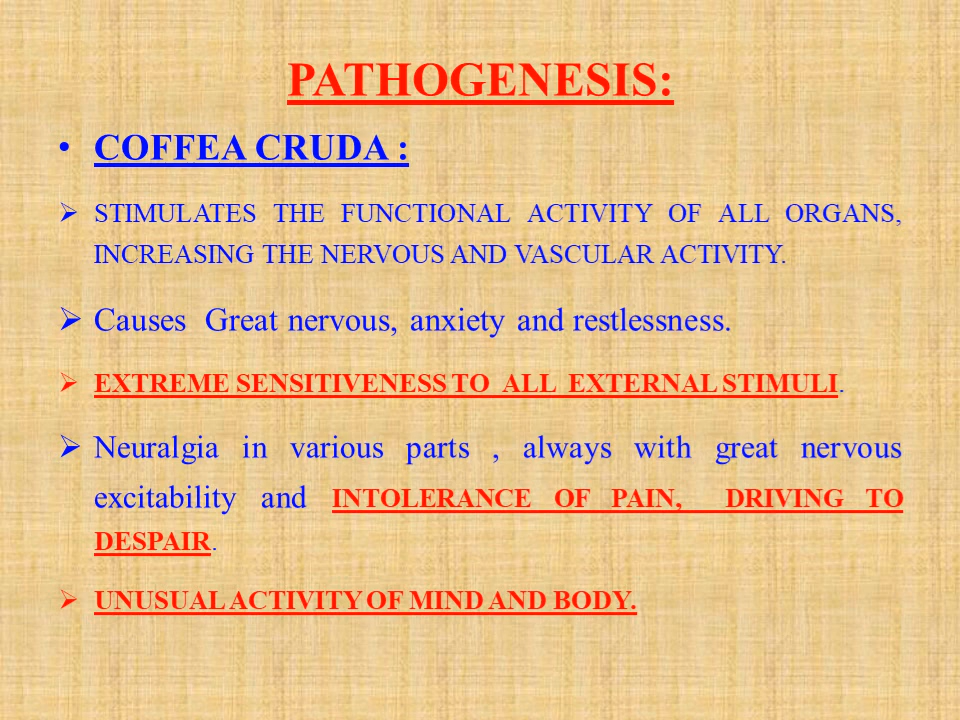 PATHOGENESIS:
• COFFEA CRUDA :
➢ STIMULATES THE FUNCTIONAL ACTIVITY OF ALL ORGANS,
INCREASING THE NERVOUS AND VASCULAR ACTIVITY.
➢ Causes Great nervous, anxiety and restlessness.
➢ EXTREME SENSITIVENESS TO ALL EXTERNAL STIMULI.
➢ Neuralgia in various parts , always with great nervous
excitability and INTOLERANCE OF PAIN, DRIVING TO
DESPAIR.
➢ UNUSUAL ACTIVITY OF MIND AND BODY.